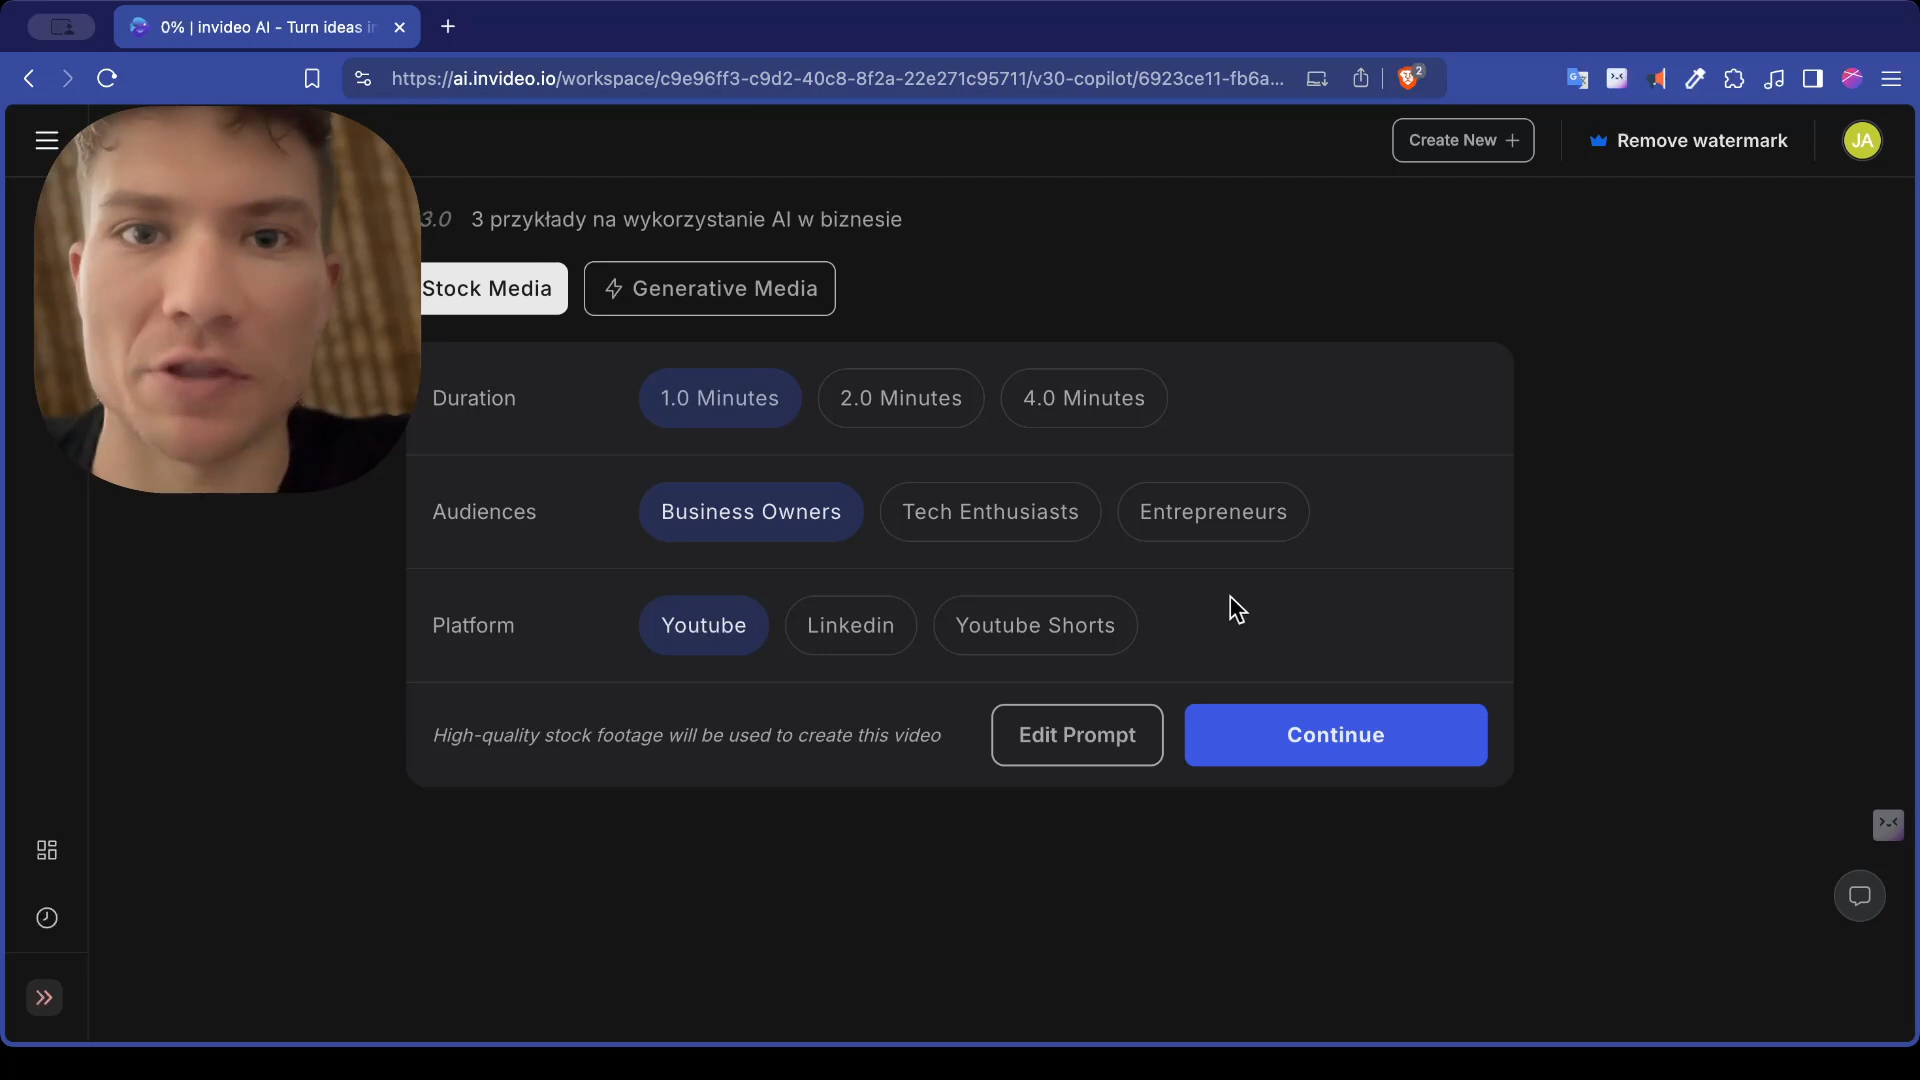 0% | invideo AI - Turn ideas in
https://ai.invideo.io/workspace/c9e96ff3-c9d2-40c8-8f2a-22e271c95711/v30-copilot/6923ce11-fb6a...
2
Create New +
Remove watermark
JA
3.0 3 przykłady na wykorzystanie AI w biznesie
Stock Media
Generative Media
Duration
1.0 Minutes
2.0 Minutes
4.0 Minutes
Audiences
Business Owners
Tech Enthusiasts
Entrepreneurs
Platform
Youtube
Linkedin
Youtube Shorts
High-quality stock footage will be used to create this video
Edit Prompt
Continue